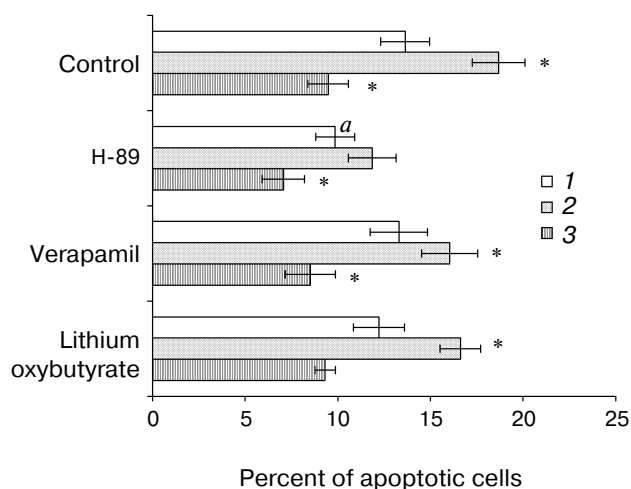 Control
*
*
H-89
a
*
1
2
3
Verapamil
*
*
Lithium
oxybutyrate
*
0 5 10 15 20 25
Percent of apoptotic cells